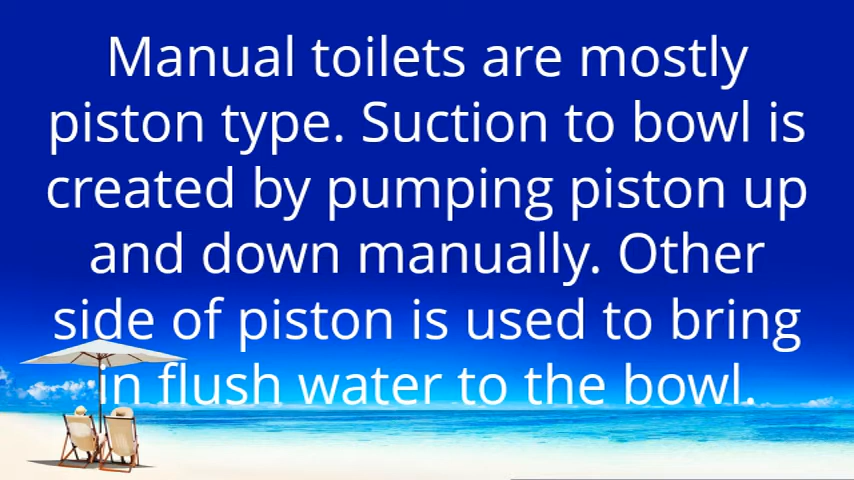 Manual toilets are mostly
piston type. Suction to bowl is
created by pumping piston up
and down manually. Other
side of piston is used to bring
in flush water to the bowl.